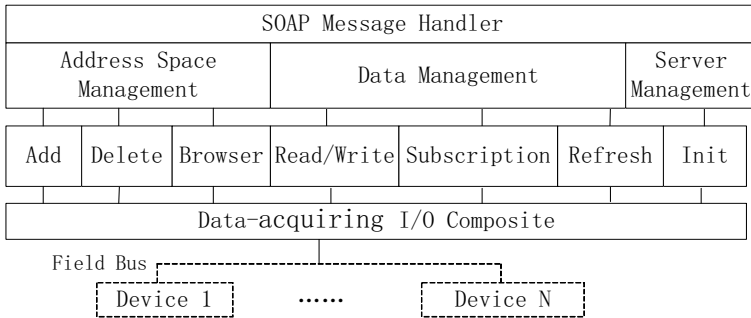 SOAP Message Handler
Address Space Management
Data Management
Server Management
Add Delete Browser Read/Write Subscription Refresh Init
Data-acquiring I/O Composite
Field Bus
Device 1 …… Device N